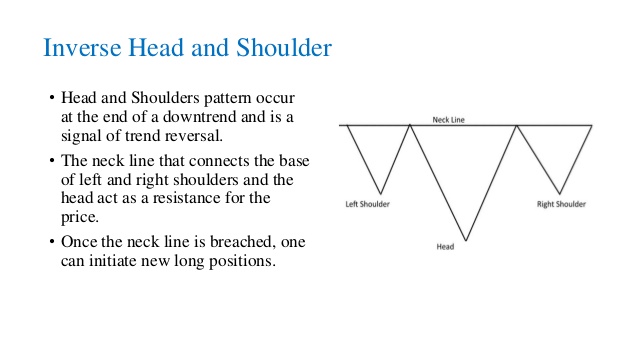 Inverse Head and Shoulder
• Head and Shoulders pattern occur
at the end of a downtrend and is a
signal of trend reversal.
• The neck line that connects the base
of left and right shoulders and the
head act as a resistance for the
price.
• Once the neck line is breached, one
can initiate new long positions.
Neck Line
Left Shoulder
Right Shoulder
Head